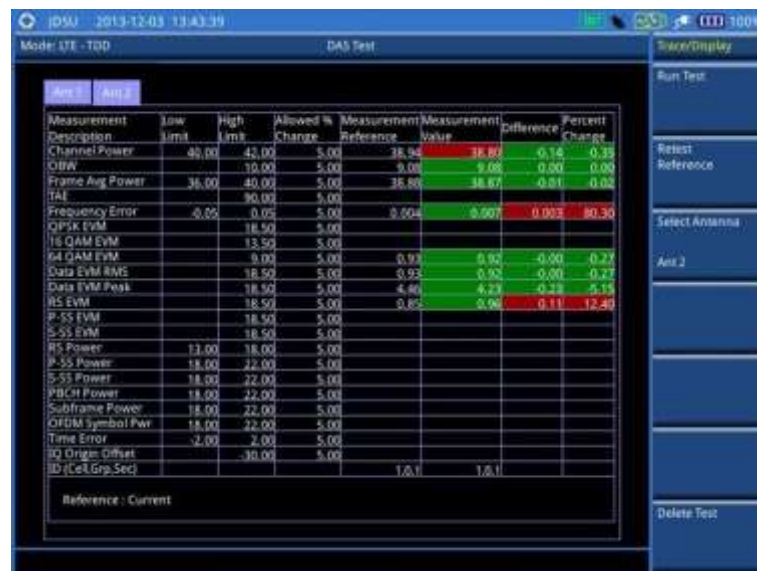 JDSU 2013-12-03 13:43:39 100%
Mode: LTE - TDD DAS Test Trace/Display
Run Test
Ant 1 Ant 2
Measurement Description Low Limit High Limit Allowed % Change Measurement Reference Measurement Value Difference Percent Change
Channel Power 40.00 42.00 5.00 38.94 38.80 -0.14 -0.35
OBW 10.00 5.00 9.08 9.08 0.00 0.00
Frame Avg Power 36.00 40.00 5.00 38.88 38.87 -0.01 -0.02
TAE 90.00 5.00
Frequency Error -0.05 0.05 5.00 0.004 0.007 0.003 80.30
QPSK EVM 18.50 5.00
16 QAM EVM 13.50 5.00
64 QAM EVM 9.00 5.00 0.93 0.92 -0.00 -0.27
Data EVM RMS 18.50 5.00 0.93 0.92 -0.00 -0.27
Data EVM Peak 18.50 5.00 4.46 4.23 -0.23 -5.15
RS EVM 18.50 5.00 0.85 0.96 0.11 12.40
P-SS EVM 18.50 5.00
S-SS EVM 18.50 5.00
RS Power 13.00 18.00 5.00
P-SS Power 18.00 22.00 5.00
S-SS Power 18.00 22.00 5.00
PBCH Power 18.00 22.00 5.00
Subframe Power 18.00 22.00 5.00
OFDM Symbol Pwr 18.00 22.00 5.00
Time Error -2.00 2.00 5.00
IQ Origin Offset -30.00 5.00
ID (Cell,Grp,Sec) 1,0,1 1,0,1
Reference : Current
Retest
Reference
Select Antenna
Ant 2
Delete Test